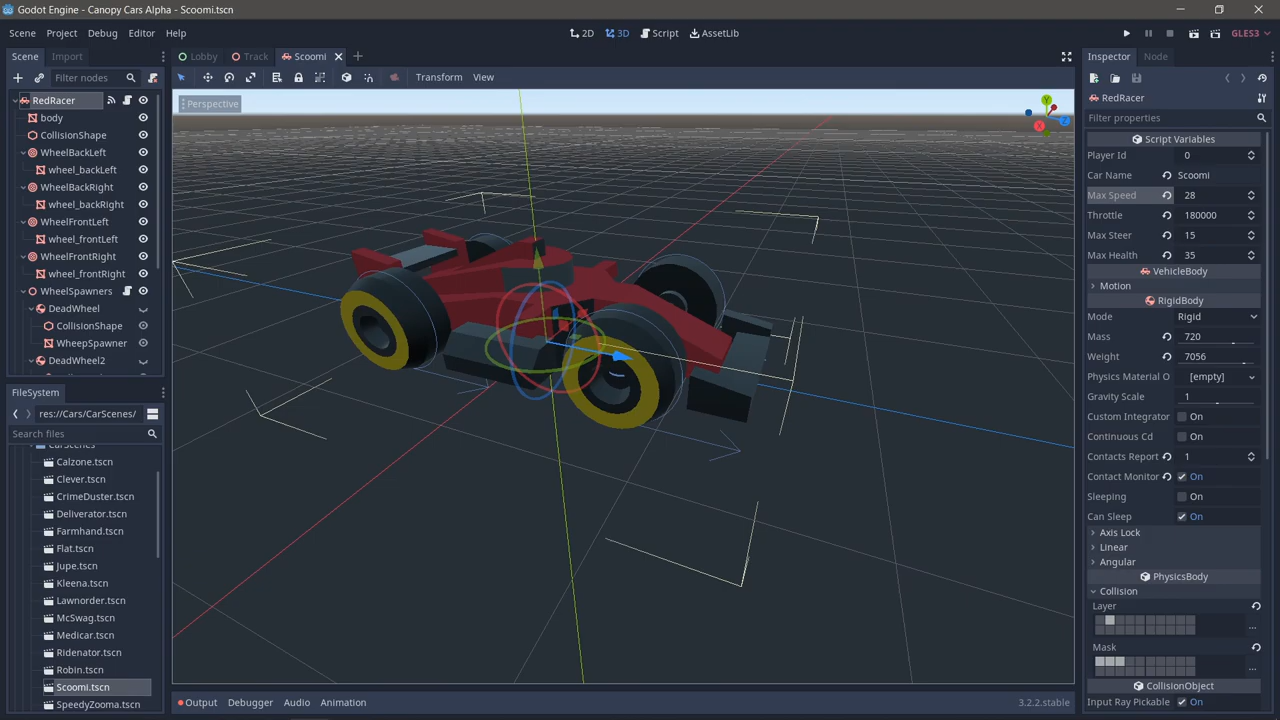 Godot Engine - Canopy Cars Alpha - Scoomi.tscn
Scene Project Debug Editor Help
2D 3D Script AssetLib
GLES3
Scene Import
Filter nodes
RedRacer
body
CollisionShape
WheelBackLeft
wheel_backLeft
WheelBackRight
wheel_backRight
WheelFrontLeft
wheel_frontLeft
WheelFrontRight
wheel_frontRight
WheelSpawners
DeadWheel
CollisionShape
WheepSpawner
DeadWheel2
FileSystem
res://Cars/CarScenes/
Search files
CarScenes
Calzone.tscn
Clever.tscn
CrimeDuster.tscn
Deliverator.tscn
Farmhand.tscn
Flat.tscn
Jupe.tscn
Kleena.tscn
Lawnorder.tscn
McSwag.tscn
Medicar.tscn
Ridenator.tscn
Robin.tscn
Scoomi.tscn
SpeedyZooma.tscn
Lobby Track Scoomi
Transform View
Perspective
Y
X
Z
Output Debugger Audio Animation
3.2.2.stable
Inspector Node
RedRacer
Filter properties
Script Variables
Player Id 0
Car Name Scoomi
Max Speed 28
Throttle 180000
Max Steer 15
Max Health 35
VehicleBody
Motion
RigidBody
Mode Rigid
Mass 720
Weight 7056
Physics Material O [empty]
Gravity Scale 1
Custom Integrator On
Continuous Cd On
Contacts Report 1
Contact Monitor On
Sleeping On
Can Sleep On
Axis Lock
Linear
Angular
PhysicsBody
Collision
Layer
...
Mask
...
CollisionObject
Input Ray Pickable On